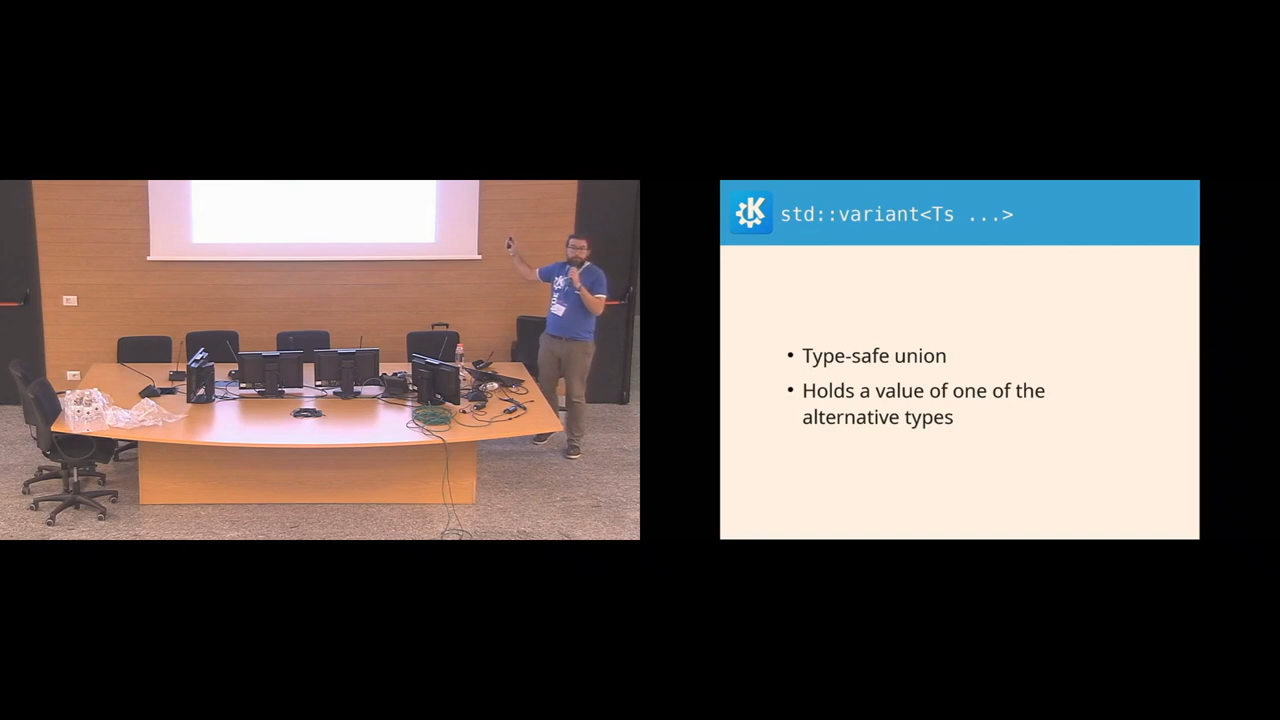 std::variant<Ts ...>
• Type-safe union
• Holds a value of one of the
alternative types